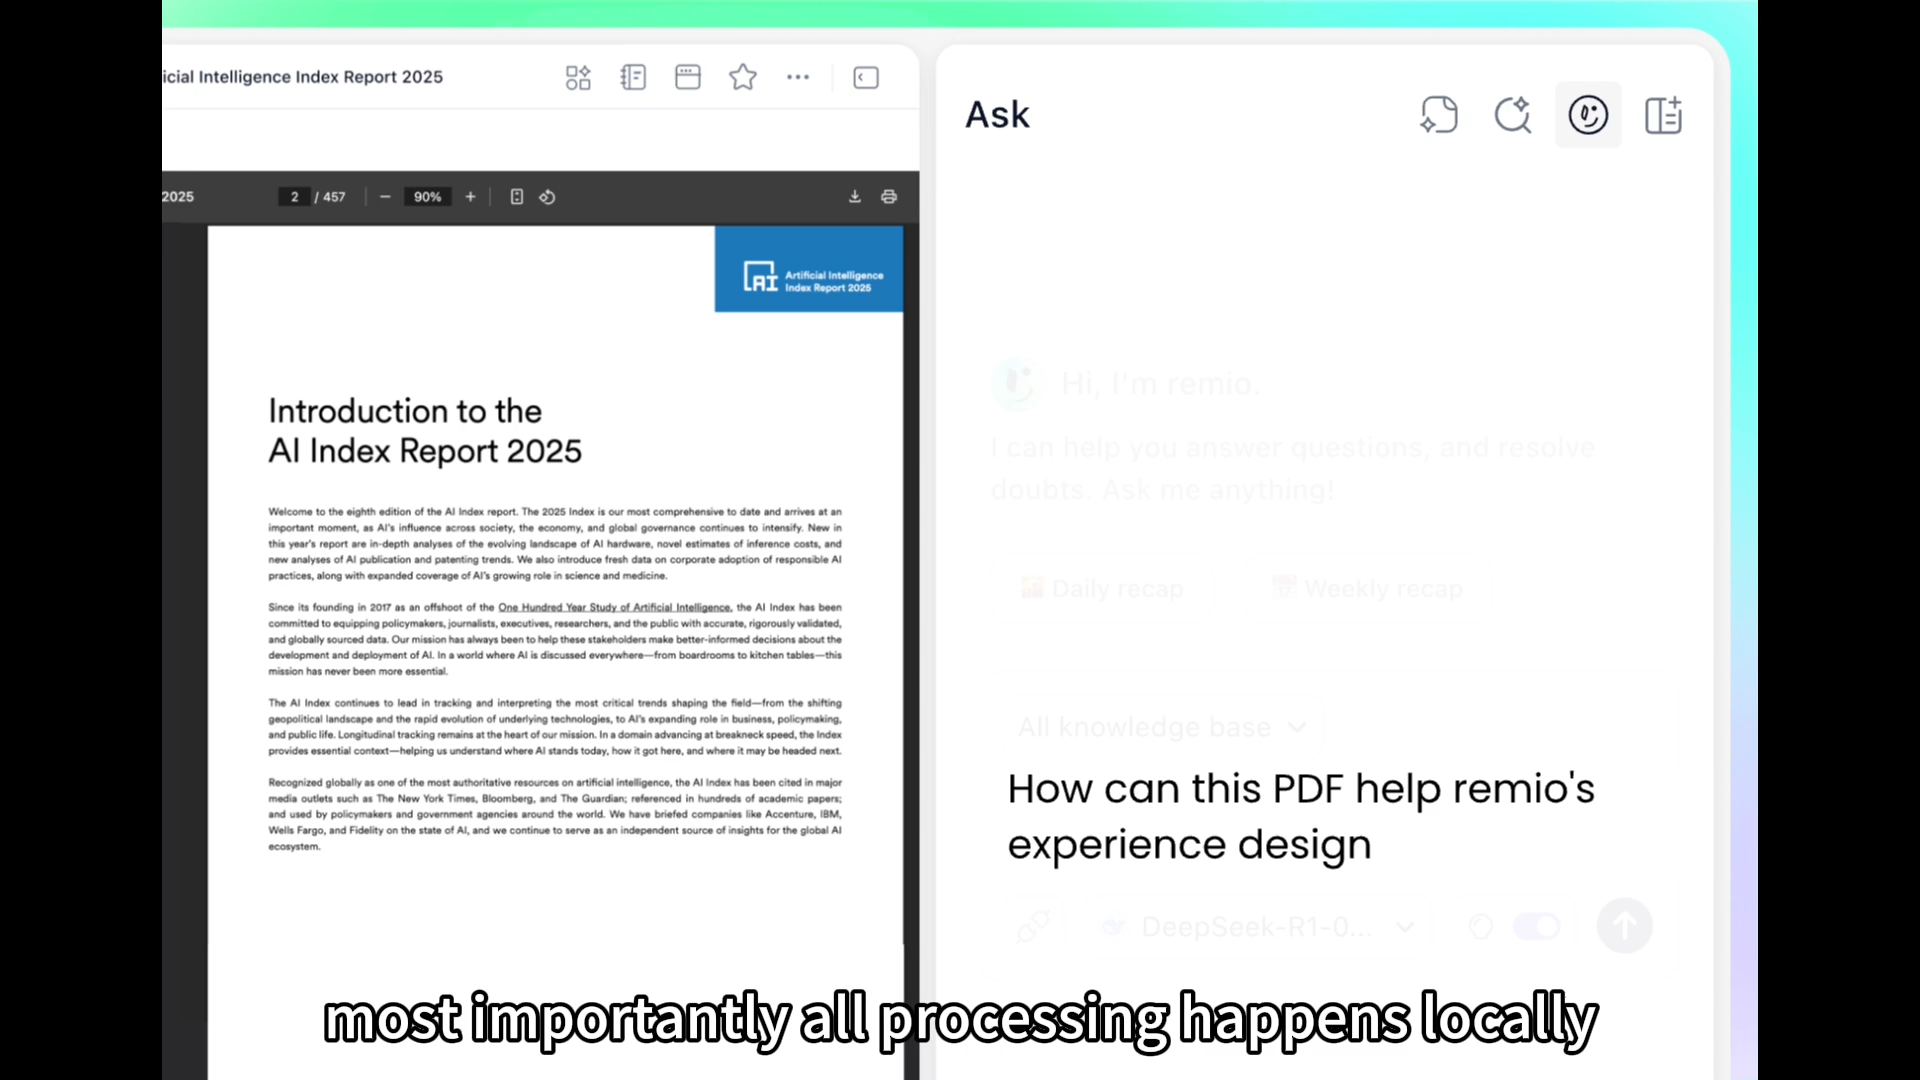 icial Intelligence Index Report 2025
2025
2 / 457
90%
Artificial Intelligence
Index Report 2025
Introduction to the
AI Index Report 2025
Welcome to the eighth edition of the AI Index report. The 2025 Index is our most comprehensive to date and arrives at an
important moment, as AI's influence across society, the economy, and global governance continues to intensify. New in
this year's report are in-depth analyses of the evolving landscape of AI hardware, novel estimates of inference costs, and
new analyses of AI publication and patenting trends. We also introduce fresh data on corporate adoption of responsible AI
practices, along with expanded coverage of AI's growing role in science and medicine.
Since its founding in 2017 as an offshoot of the One Hundred Year Study of Artificial Intelligence, the AI Index has been
committed to equipping policymakers, journalists, executives, researchers, and the public with accurate, rigorously validated,
and globally sourced data. Our mission has always been to help these stakeholders make better-informed decisions about the
development and deployment of AI. In a world where AI is discussed everywhere—from boardrooms to kitchen tables—this
mission has never been more essential.
The AI Index continues to lead in tracking and interpreting the most critical trends shaping the field—from the shifting
geopolitical landscape and the rapid evolution of underlying technologies, to AI's expanding role in business, policymaking,
and public life. Longitudinal tracking remains at the heart of our mission. In a domain advancing at breakneck speed, the Index
provides essential context—helping us understand where AI stands today, how it got here, and where it may be headed next.
Recognized globally as one of the most authoritative resources on artificial intelligence, the AI Index has been cited in major
media outlets such as The New York Times, Bloomberg, and The Guardian; referenced in hundreds of academic papers;
and used by policymakers and government agencies around the world. We have briefed companies like Accenture, IBM,
Wells Fargo, and Fidelity on the state of AI, and we continue to serve as an independent source of insights for the global AI
ecosystem.
Ask
Hi, I'm remio.
I can help you answer questions, and resolve
doubts. Ask me anything!
Daily recap
Weekly recap
All knowledge base
How can this PDF help remio's
experience design
DeepSeek-R1-0...
most importantly all processing happens locally